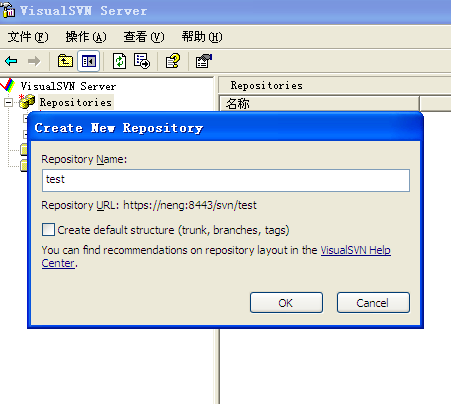 VisualSVN Server
文件(F) 操作(A) 查看(V) 帮助(H)
VisualSVN Server
Repositories
Repositories
名称
Create New Repository
Repository Name:
test
Repository URL: https://neng:8443/svn/test
Create default structure (trunk, branches, tags)
You can find recommendations on repository layout in the VisualSVN Help
Center.
OK Cancel